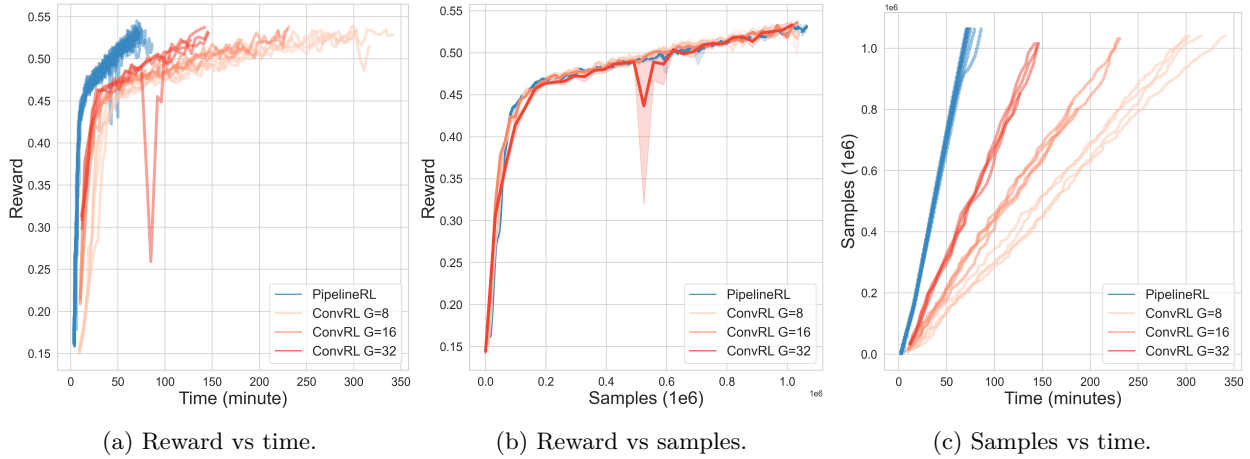 0.55
0.50
0.45
0.40
0.35
0.30
0.25
0.20
0.15
Reward
0 50 100 150 200 250 300 350
Time (minute)
PipelineRL
ConvRL G=8
ConvRL G=16
ConvRL G=32
(a) Reward vs time.
0.55
0.50
0.45
0.40
0.35
0.30
0.25
0.20
0.15
Reward
0.0 0.2 0.4 0.6 0.8 1.0
1e6
Samples (1e6)
PipelineRL
ConvRL G=8
ConvRL G=16
ConvRL G=32
(b) Reward vs samples.
1e6
1.0
0.8
0.6
0.4
0.2
0.0
Samples (1e6)
0 50 100 150 200 250 300 350
Time (minutes)
PipelineRL
ConvRL G=8
ConvRL G=16
ConvRL G=32
(c) Samples vs time.